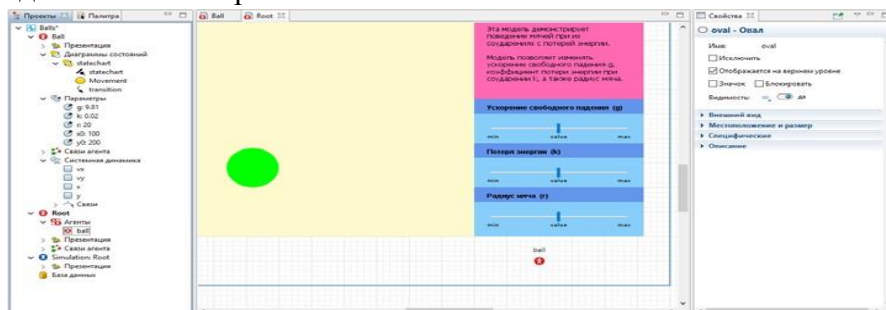 Проекты
Палитра
Balls*
Ball
Презентация
Диаграммы состояний
statechart
statechart
Movement
transition
Параметры
g: 9.81
k: 0.02
r: 20
x0: 100
y0: 200
Связи агента
Системная динамика
vx
vy
x
y
Связи
Root
Агенты
ball
Презентация
Связи агента
Simulation: Root
Презентация
База данных
Ball
Root
Эта модель демонстрирует
поведение мячей при их
соударениях с потерей энергии.
Модель позволяет изменять
ускорение свободного падения g,
коэффициент потери энергии при
соударении k, а также радиус мяча.
Ускорение свободного падения (g)
min value max
Потеря энергии (k)
min value max
Радиус мяча (r)
min value max
ball
Свойства
oval - Овал
Имя: oval
Исключить
Отображается на верхнем уровне
Значок Блокировать
Видимость: да
Внешний вид
Местоположение и размер
Специфические
Описание